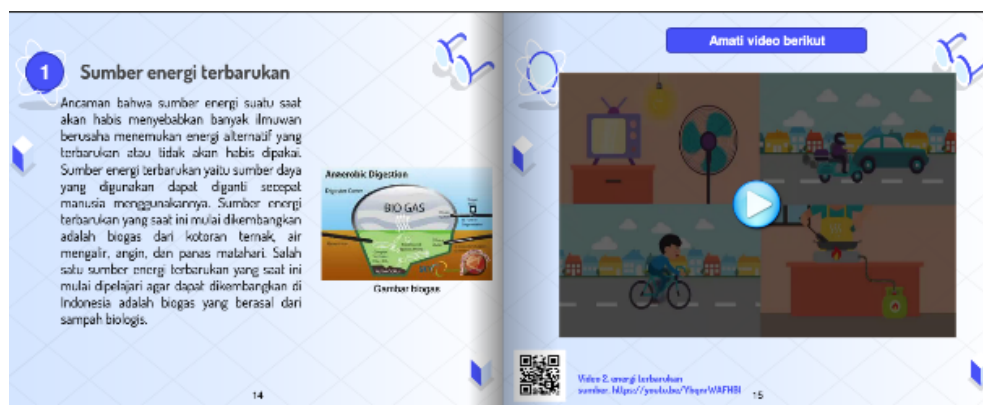 1
Sumber energi terbarukan
Ancaman bahwa sumber energi suatu saat
akan habis menyebabkan banyak ilmuwan
berusaha menemukan energi alternatif yang
terbarukan atau tidak akan habis dipakai.
Sumber energi terbarukan yaitu sumber daya
yang digunakan dapat diganti secepat
manusia menggunakannya. Sumber energi
terbarukan yang saat ini mulai dikembangkan
adalah biogas dari kotoran ternak, air
mengalir, angin, dan panas matahari. Salah
satu sumber energi terbarukan yang saat ini
mulai dipelajari agar dapat dikembangkan di
Indonesia adalah biogas yang berasal dari
sampah biologis.
Anaerobic Digestion
BIO GAS
Gambar biogas
14
Amati video berikut
Video 2. energi terbarukan
sumber.
15